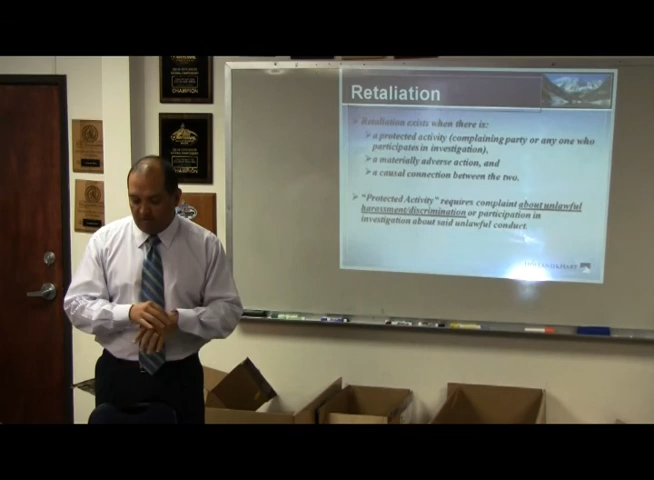 Retaliation
➢ Retaliation exists when there is:
➢ a protected activity (complaining party or any one who
participates in investigation),
➢ a materially adverse action, and
➢ a causal connection between the two.
➢ "Protected Activity" requires complaint about unlawful
harassment/discrimination or participation in
investigation about said unlawful conduct.
CHAMPION